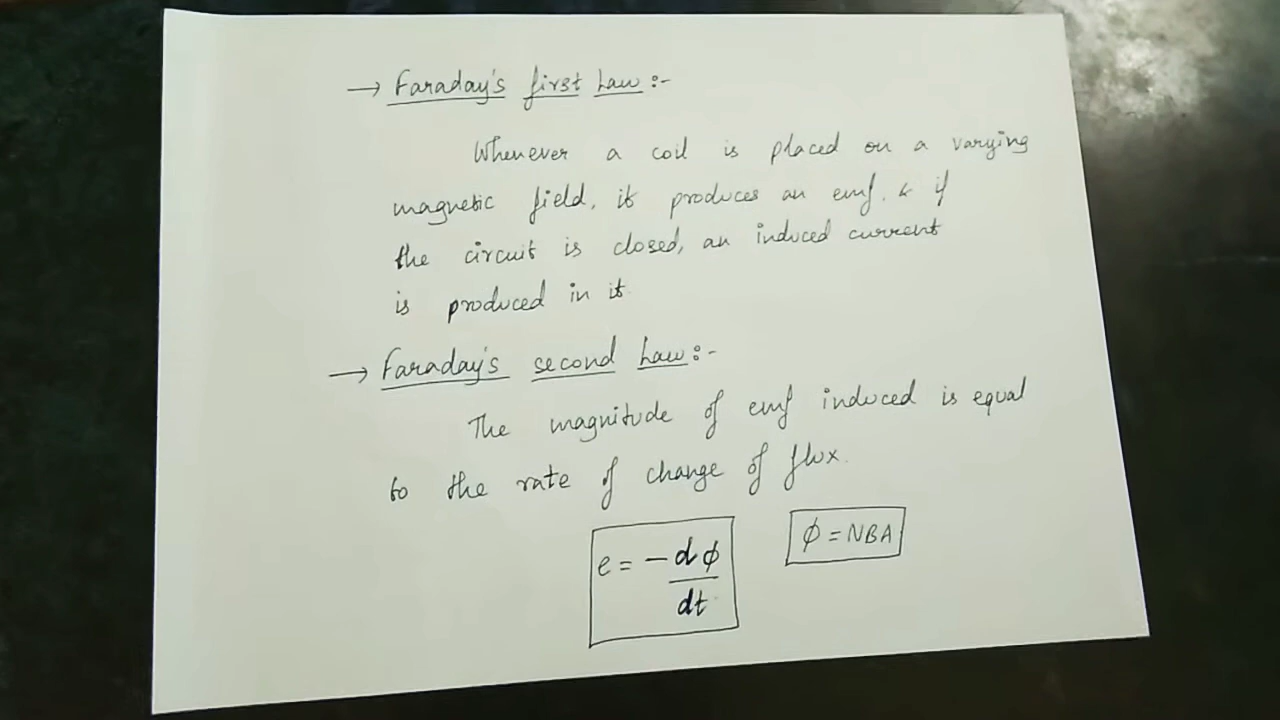 → Faraday's first Law :-
Whenever a coil is placed on a varying
magnetic field, it produces an emf. & if
the circuit is closed, an induced current
is produced in it
→ Faraday's second Law :-
The magnitude of emf induced is equal
to the rate of change of flux.
e = -dϕ/dt
ϕ = NBA